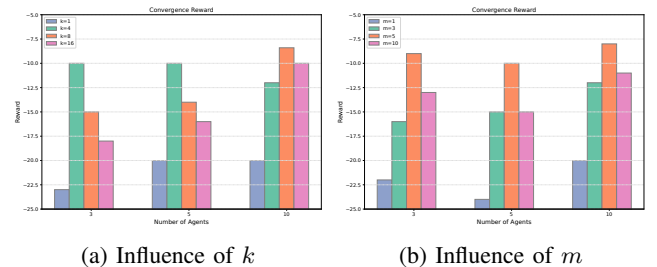 Convergence Reward
k=1
k=4
k=8
k=16
−5.0
−7.5
−10.0
−12.5
−15.0
−17.5
−20.0
−22.5
−25.0
Reward
3
5
10
Number of Agents
(a) Influence of k
Convergence Reward
m=1
m=3
m=5
m=10
−5.0
−7.5
−10.0
−12.5
−15.0
−17.5
−20.0
−22.5
−25.0
Reward
3
5
10
Number of Agents
(b) Influence of m